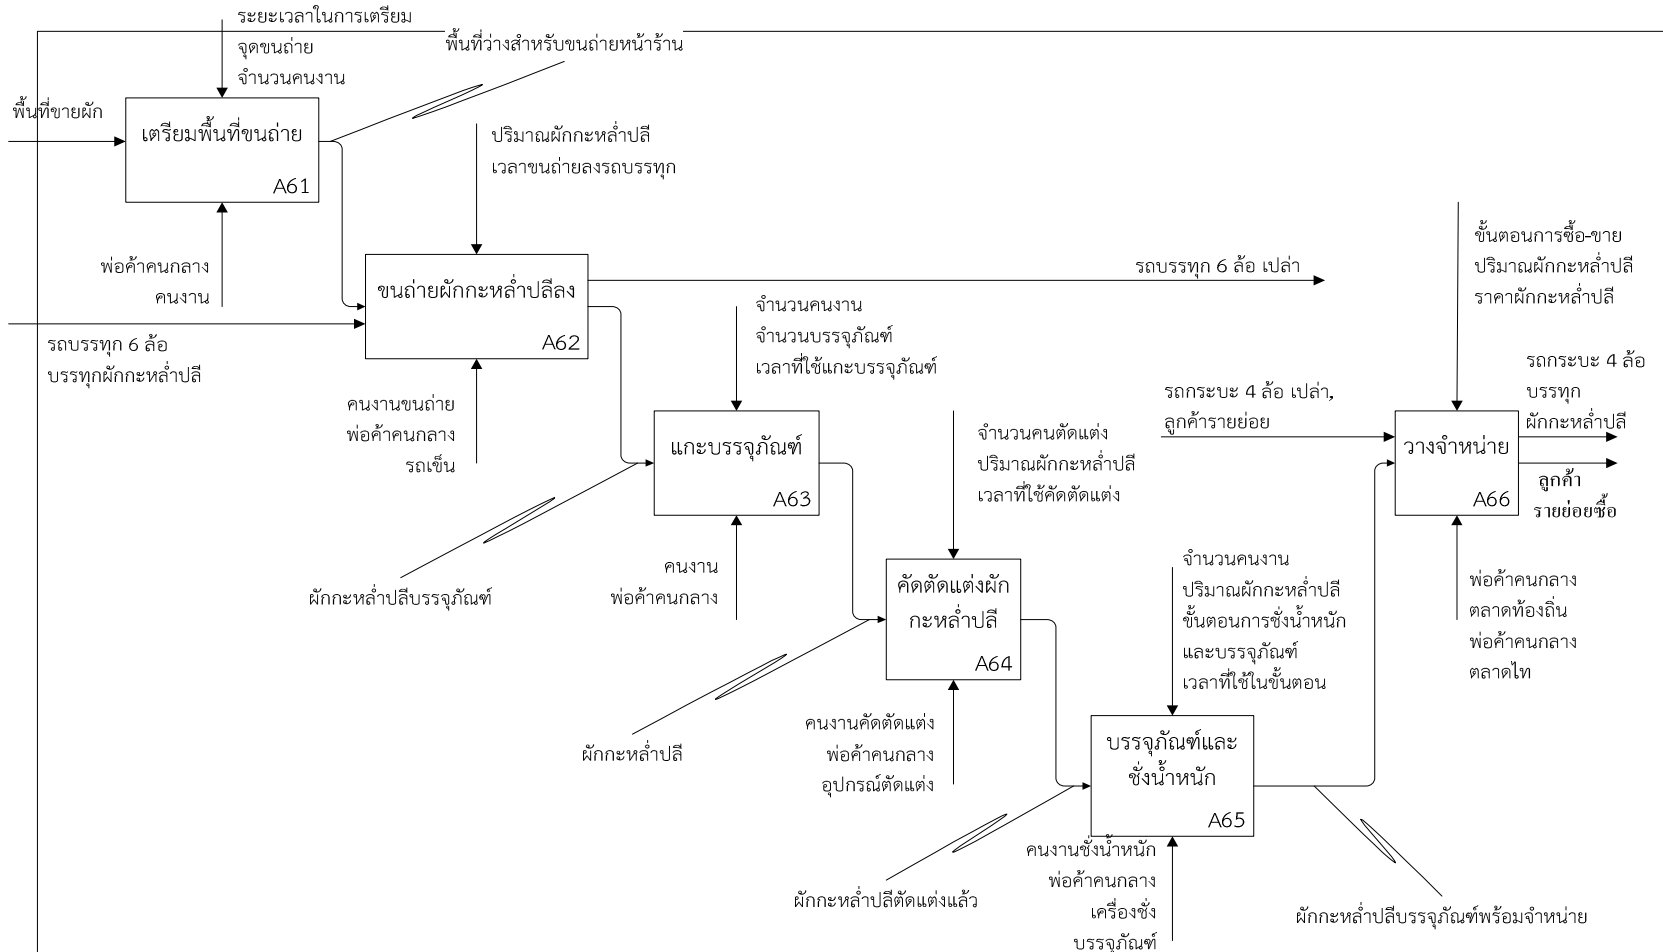 ระยะเวลาในการเตรียม
จุดขนถ่าย
จำนวนคนงาน
พื้นที่ว่างสำหรับขนถ่ายหน้าร้าน
พื้นที่ขายผัก
เตรียมพื้นที่ขนถ่าย
A61
พ่อค้าคนกลาง
คนงาน
ปริมาณผักกะหล่ำปลี
เวลาขนถ่ายลงรถบรรทุก
รถบรรทุก 6 ล้อ
บรรทุกผักกะหล่ำปลี
ขนถ่ายผักกะหล่ำปลีลง
A62
รถบรรทุก 6 ล้อ เปล่า
คนงานขนถ่าย
พ่อค้าคนกลาง
รถเข็น
จำนวนคนงาน
จำนวนบรรจุภัณฑ์
เวลาที่ใช้แกะบรรจุภัณฑ์
แกะบรรจุภัณฑ์
A63
ผักกะหล่ำปลีบรรจุภัณฑ์
คนงาน
พ่อค้าคนกลาง
จำนวนคนตัดแต่ง
ปริมาณผักกะหล่ำปลี
เวลาที่ใช้คัดตัดแต่ง
คัดตัดแต่งผัก
กะหล่ำปลี
A64
ผักกะหล่ำปลี
คนงานคัดตัดแต่ง
พ่อค้าคนกลาง
อุปกรณ์ตัดแต่ง
จำนวนคนงาน
ปริมาณผักกะหล่ำปลี
ขั้นตอนการชั่งน้ำหนัก
และบรรจุภัณฑ์
เวลาที่ใช้ในขั้นตอน
บรรจุภัณฑ์และ
ชั่งน้ำหนัก
A65
ผักกะหล่ำปลีตัดแต่งแล้ว
คนงานชั่งน้ำหนัก
พ่อค้าคนกลาง
เครื่องชั่ง
บรรจุภัณฑ์
ผักกะหล่ำปลีบรรจุภัณฑ์พร้อมจำหน่าย
ขั้นตอนการซื้อ-ขาย
ปริมาณผักกะหล่ำปลี
ราคาผักกะหล่ำปลี
รถกระบะ 4 ล้อ เปล่า,
ลูกค้ารายย่อย
วางจำหน่าย
A66
รถกระบะ 4 ล้อ
บรรทุก
ผักกะหล่ำปลี
ลูกค้า
รายย่อยซื้อ
พ่อค้าคนกลาง
ตลาดท้องถิ่น
พ่อค้าคนกลาง
ตลาดไท